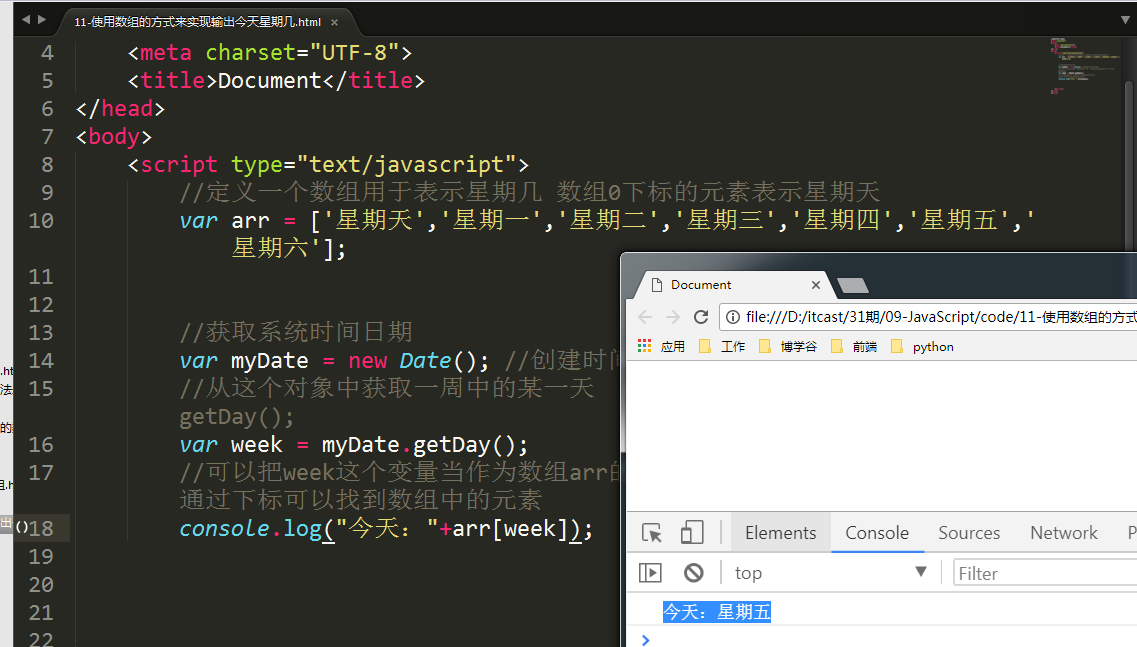 11-使用数组的方式来实现输出今天星期几.html ×
4 <meta charset="UTF-8">
5 <title>Document</title>
6 </head>
7 <body>
8 <script type="text/javascript">
9 //定义一个数组用于表示星期几 数组0下标的元素表示星期天
10 var arr = ['星期天','星期一','星期二','星期三','星期四','星期五','
星期六'];
11
12
13 //获取系统时间日期
14 var myDate = new Date(); //创建时间
15 //从这个对象中获取一周中的某一天
getDay();
16 var week = myDate.getDay();
17 //可以把week这个变量当作为数组arr的
通过下标可以找到数组中的元素
18 console.log("今天: "+arr[week]);
19
20
21
22
.ht
法
的
组.h
出
()
Document ×
file:///D:/itcast/31期/09-JavaScript/code/11-使用数组的方式
应用 工作 博学谷 前端 python
Elements Console Sources Network P
top Filter
今天: 星期五